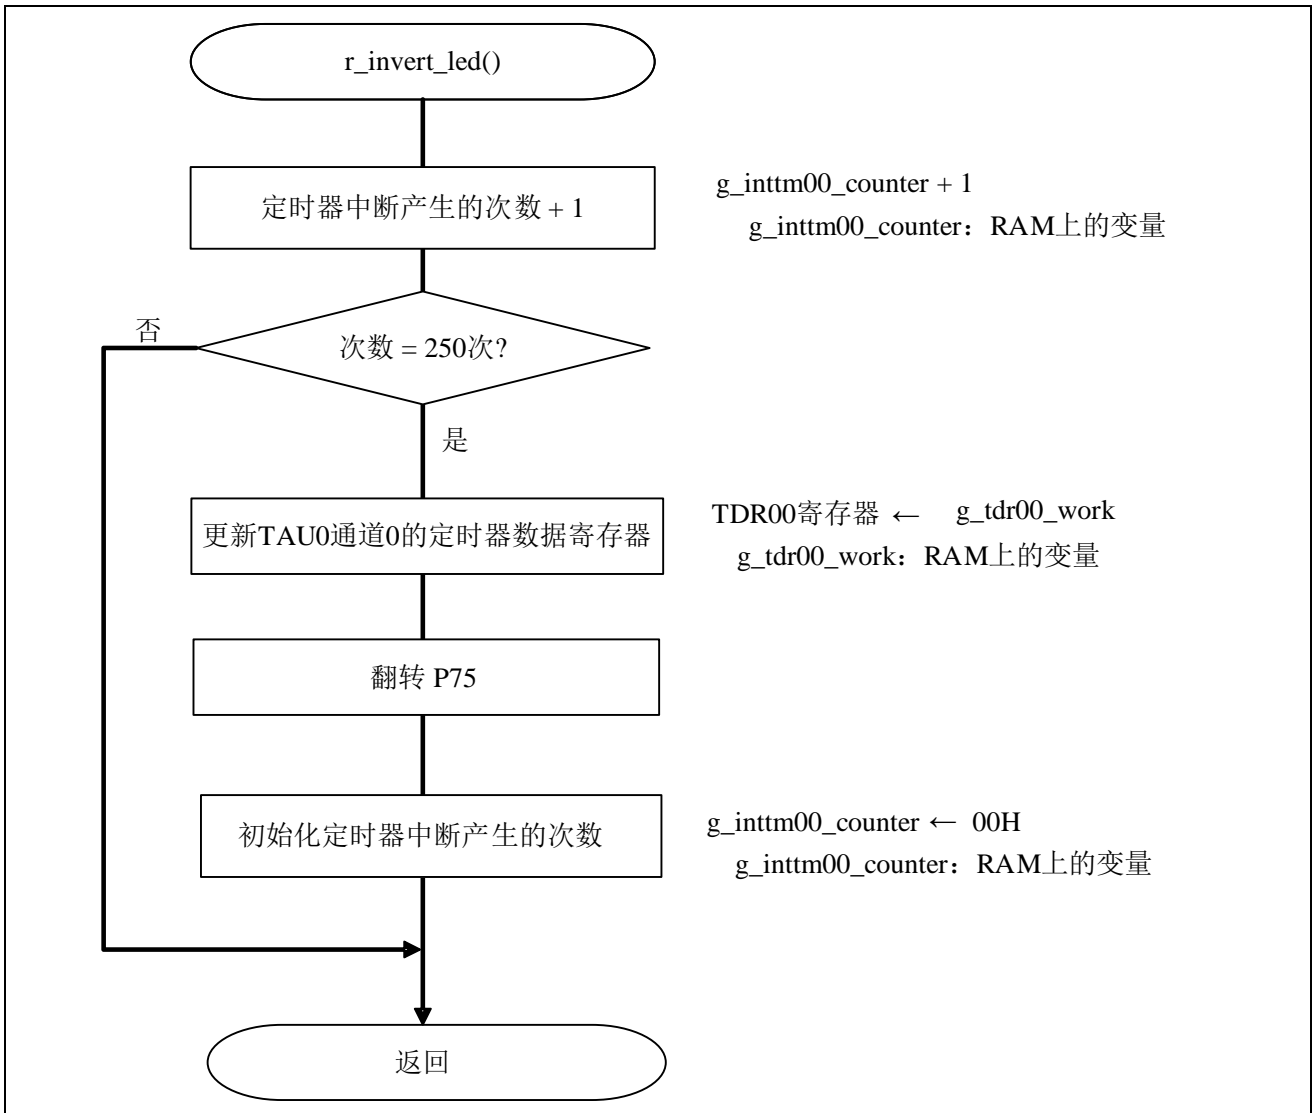 r_invert_led()
定时器中断产生的次数 + 1
g_inttm00_counter + 1
g_inttm00_counter：RAM上的变量
否
次数 = 250次?
是
更新TAU0通道0的定时器数据寄存器
TDR00寄存器 ← g_tdr00_work
g_tdr00_work：RAM上的变量
翻转 P75
初始化定时器中断产生的次数
g_inttm00_counter ← 00H
g_inttm00_counter：RAM上的变量
返回